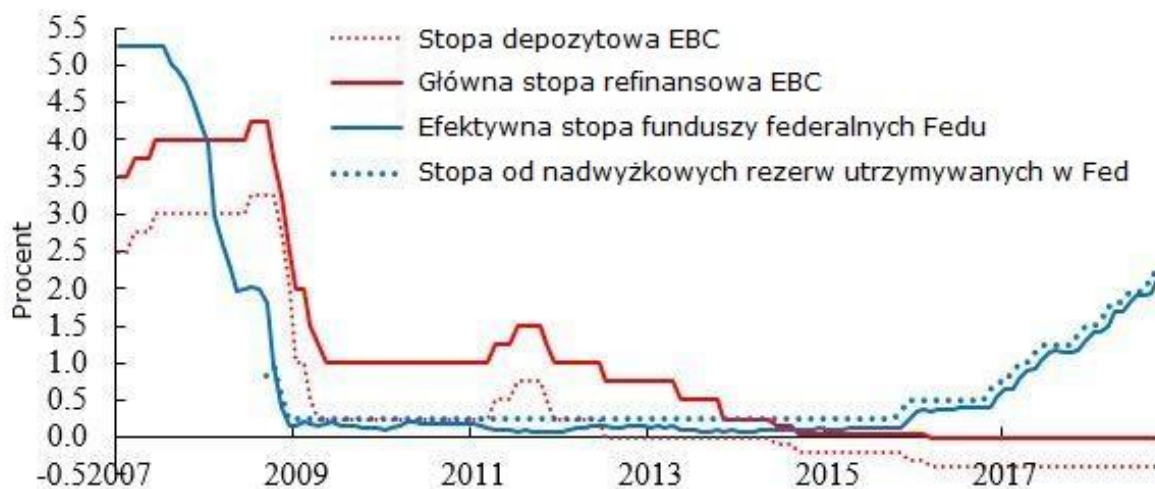 5.5
5.0
4.5
4.0
3.5
3.0
2.5
2.0
1.5
1.0
0.5
0.0
-0.5
Procent
Stopa depozytowa EBC
Główna stopa refinansowa EBC
Efektywna stopa funduszy federalnych Fedu
Stopa od nadwyżkowych rezerw utrzymywanych w Fed
2007 2009 2011 2013 2015 2017